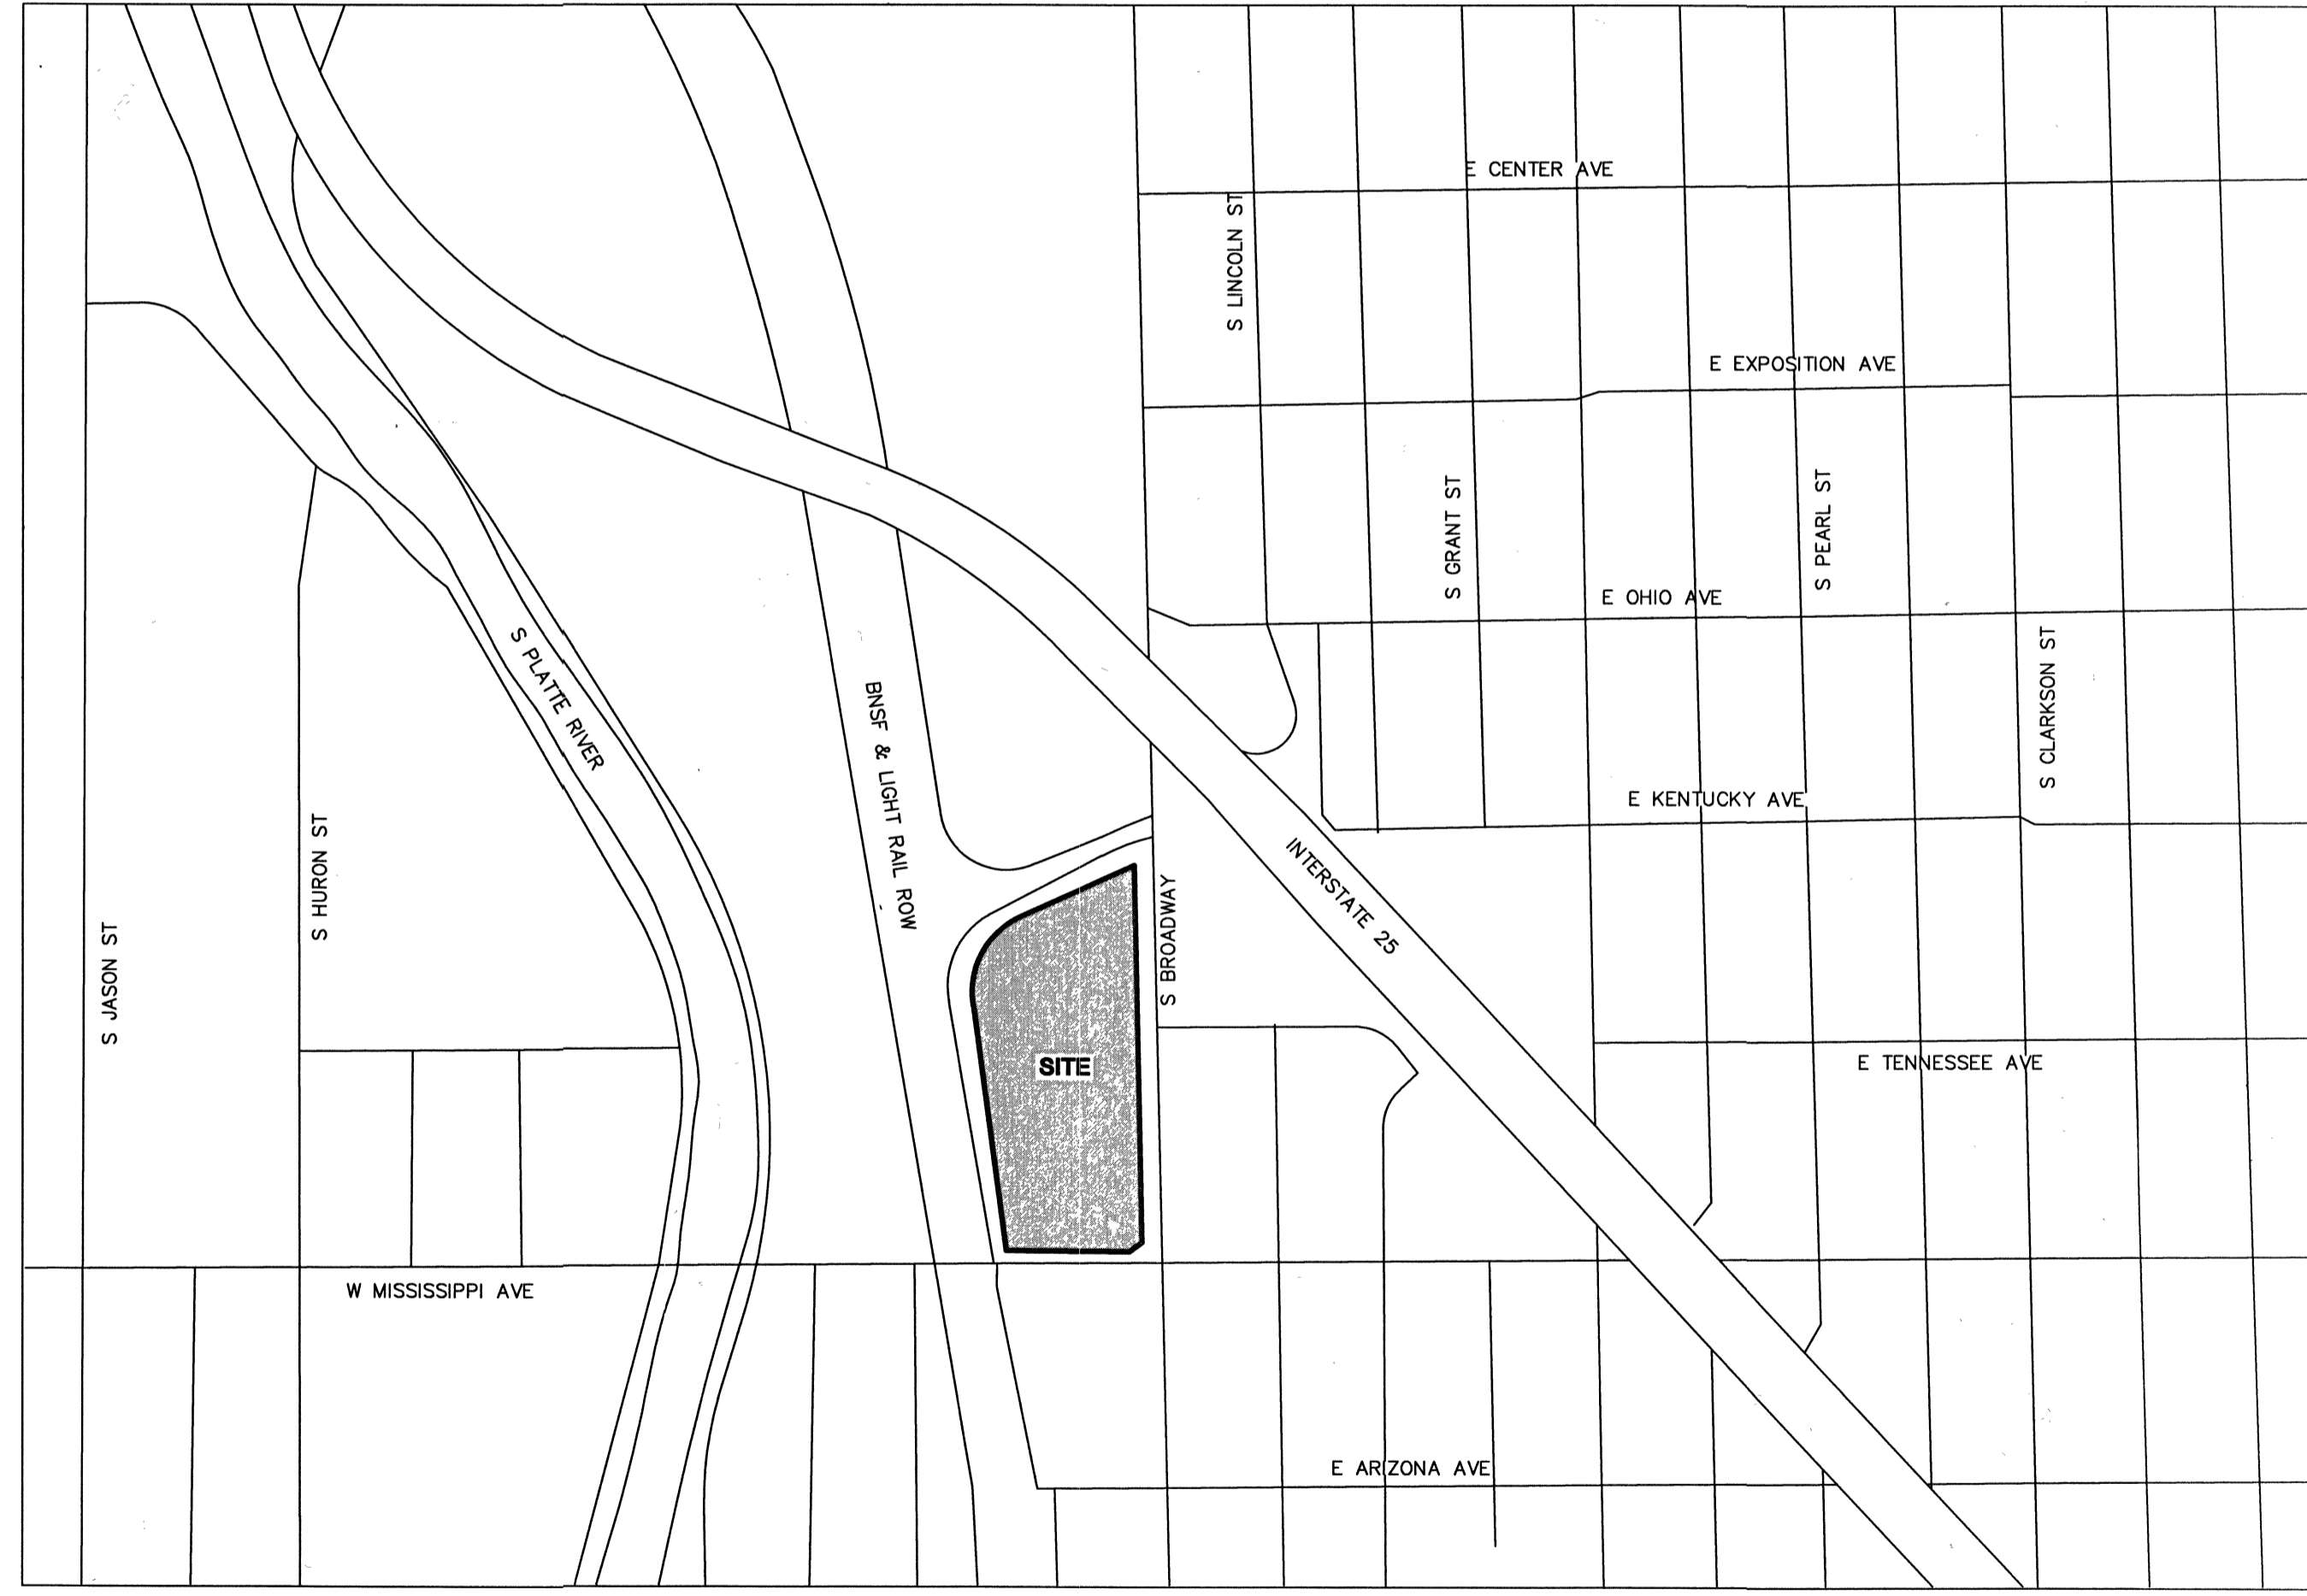 E CENTER AVE
S LINCOLN ST
E EXPOSITION AVE
S GRANT ST
S PEARL ST
E OHIO AVE
S PLATTE RIVER
S CLARKSON ST
BNSF & LIGHT RAIL ROW
E KENTUCKY AVE
S HURON ST
INTERSTATE 25
S BROADWAY
S JASON ST
SITE
E TENNESSEE AVE
W MISSISSIPPI AVE
E ARIZONA AVE